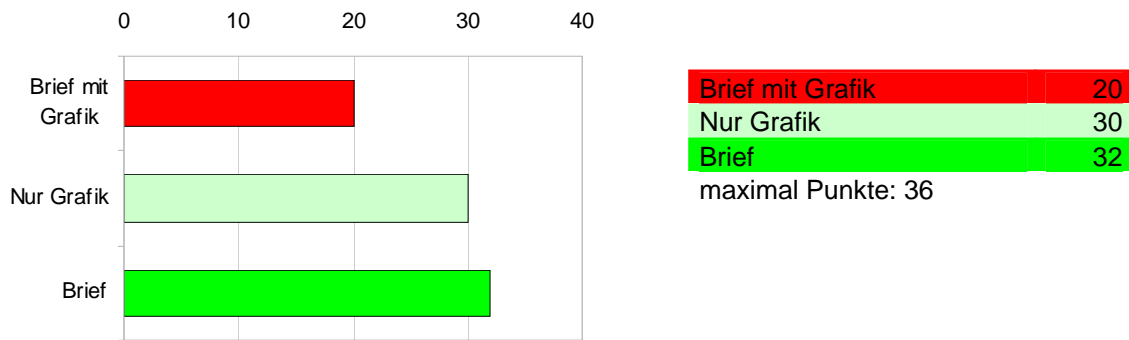 0 10 20 30 40
Brief mit
Grafik
Nur Grafik
Brief
Brief mit Grafik 20
Nur Grafik 30
Brief 32
maximal Punkte: 36